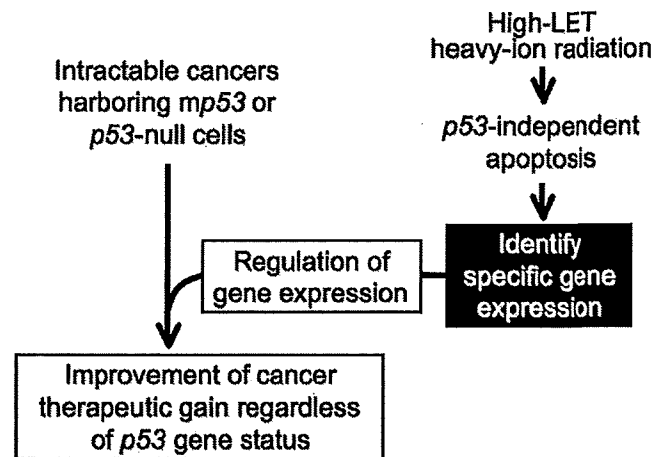 High-LET
heavy-ion radiation
Intractable cancers
harboring mp53 or
p53-null cells
p53-independent
apoptosis
Identify
specific gene
expression
Regulation of
gene expression
Improvement of cancer
therapeutic gain regardless
of p53 gene status